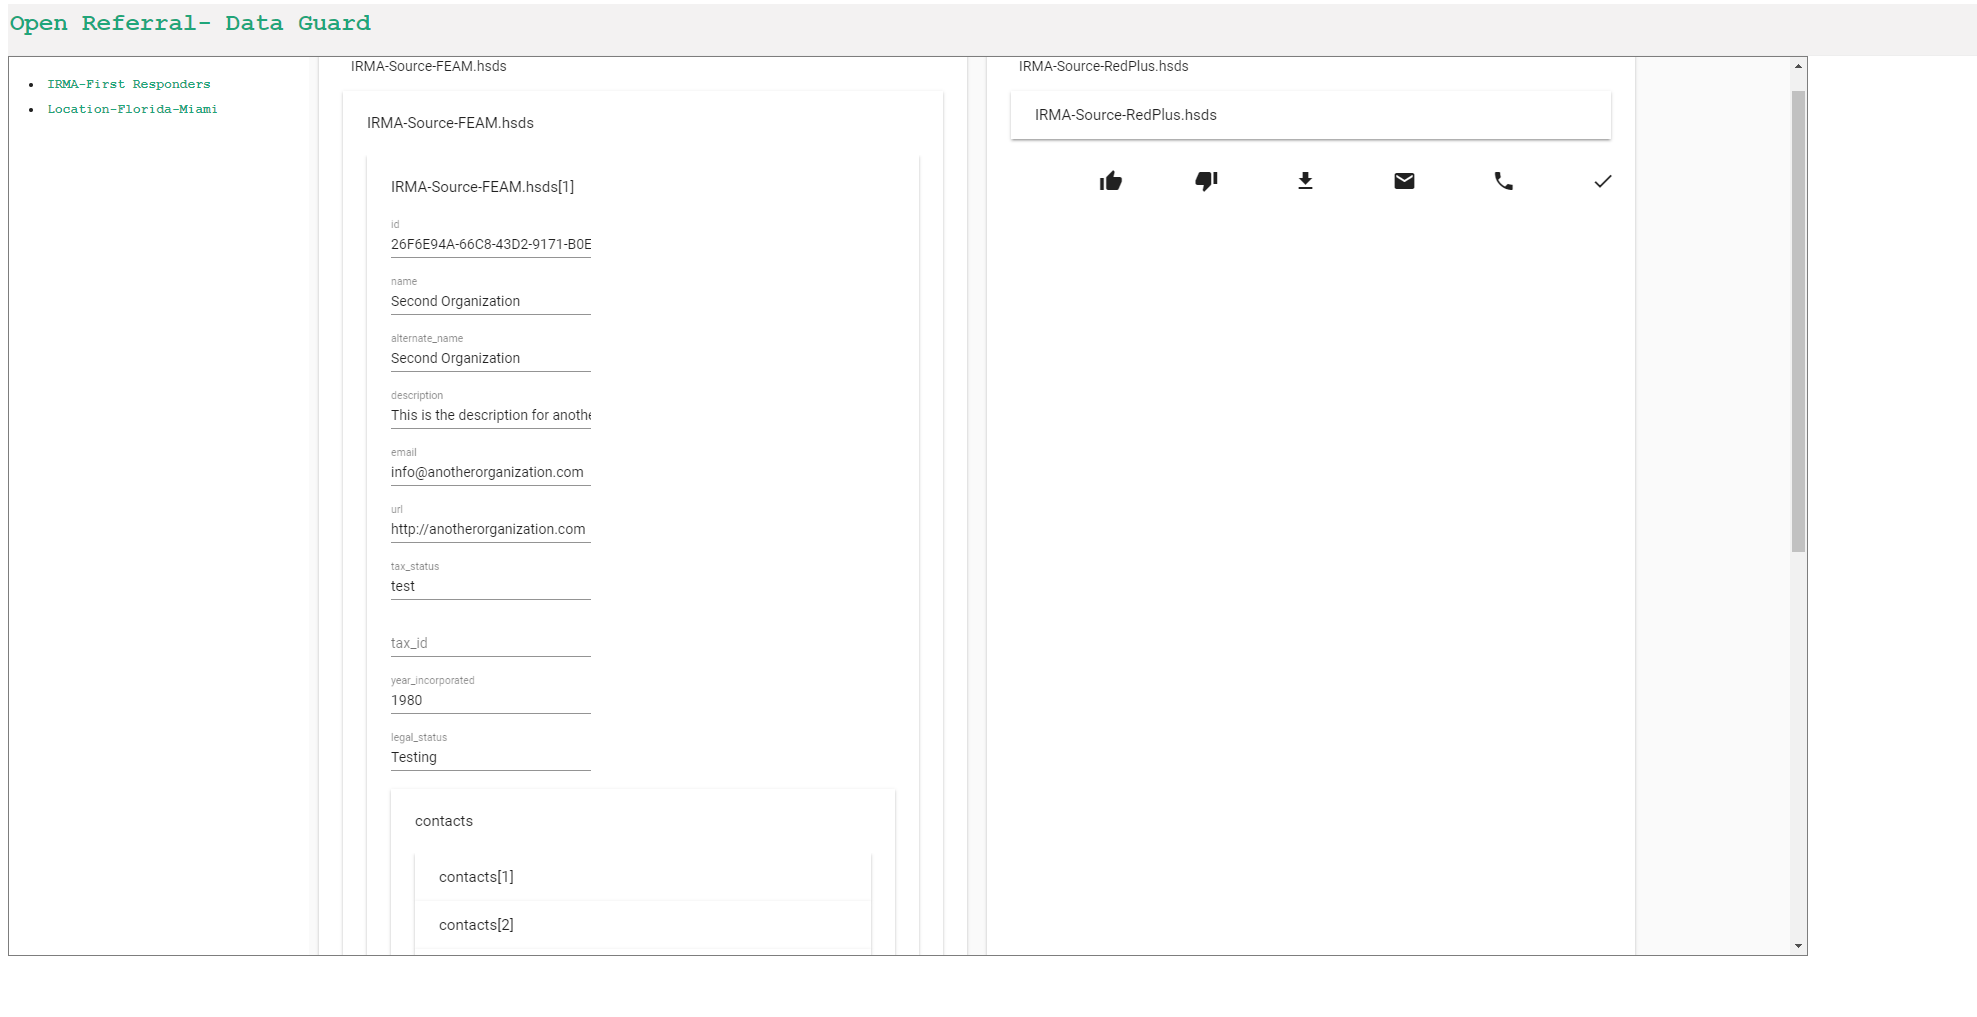 Open Referral- Data Guard
IRMA-First Responders
Location-Florida-Miami
IRMA-Source-FEAM.hsds
IRMA-Source-FEAM.hsds
IRMA-Source-FEAM.hsds[1]
id
26F6E94A-66C8-43D2-9171-B0E
name
Second Organization
alternate_name
Second Organization
description
This is the description for anothe
email
info@anotherorganization.com
url
http://anotherorganization.com
tax_status
test
tax_id
year_incorporated
1980
legal_status
Testing
contacts
contacts[1]
contacts[2]
IRMA-Source-RedPlus.hsds
IRMA-Source-RedPlus.hsds